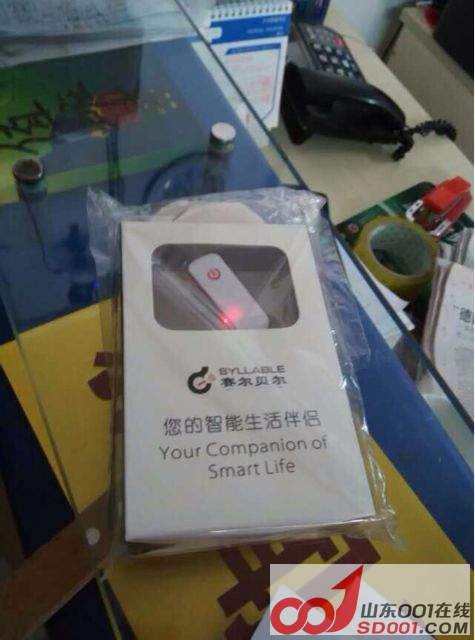 SYLLABLE
赛尔贝尔
您的智能生活伴侣
Your Companion of
Smart Life
山东001在线
SD001.COM